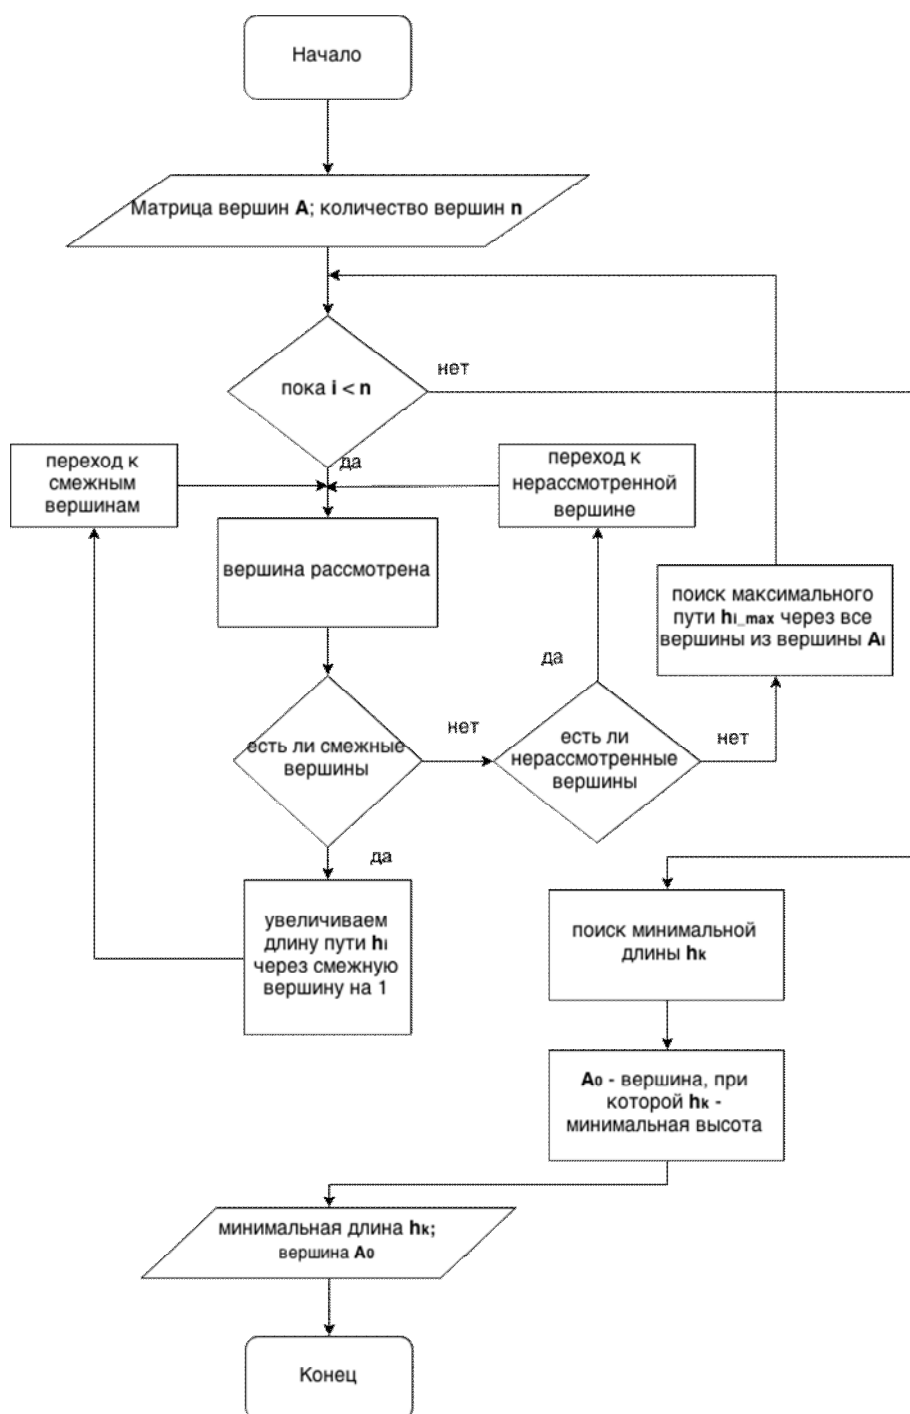 Начало
Матрица вершин A; количество вершин n
нет
пока i < n
да
переход к
смежным
вершинам
переход к
нерассмотренной
вершине
вершина рассмотрена
поиск максимального
пути hi_max через все
вершины из вершины Ai
да
нет
есть ли смежные
вершины
есть ли
нерассмотренные
вершины
нет
да
увеличиваем
длину пути hi
через смежную
вершину на 1
поиск минимальной
длины hk
A0 - вершина, при
которой hk -
минимальная высота
минимальная длина hk;
вершина A0
Конец